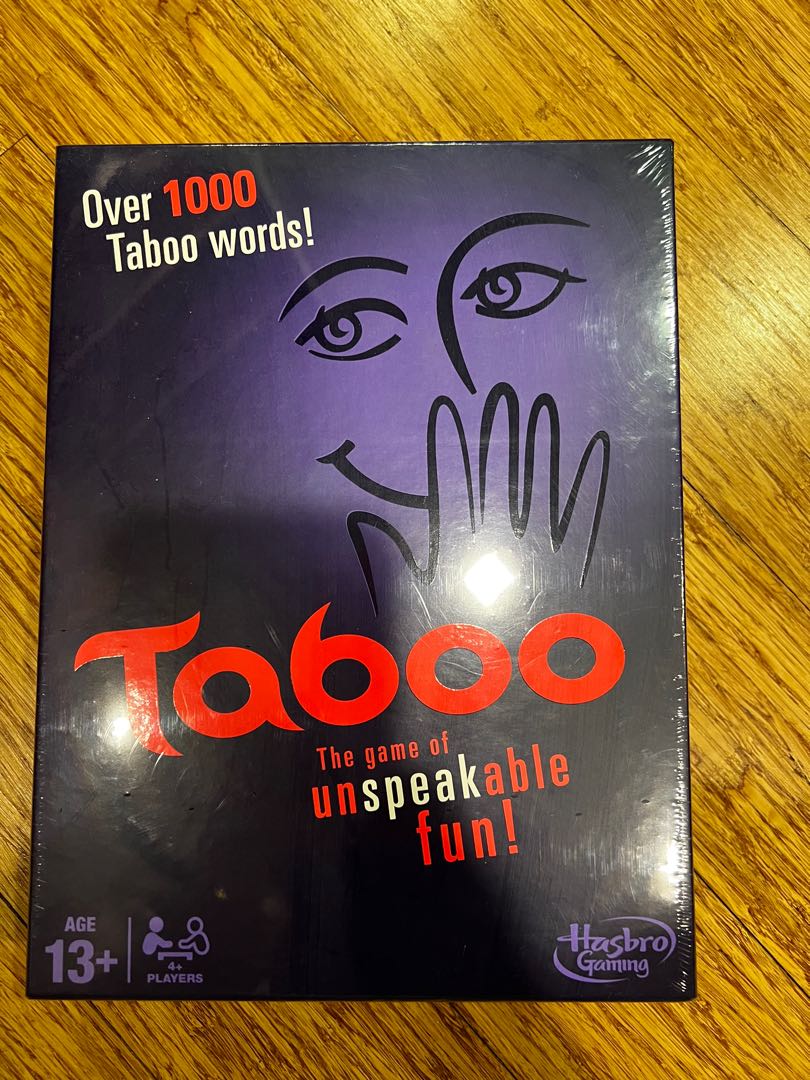 Over 1000
Taboo words!
Taboo
The game of
unspeakable
fun!
AGE
13+
4+
PLAYERS
Hasbro
Gaming